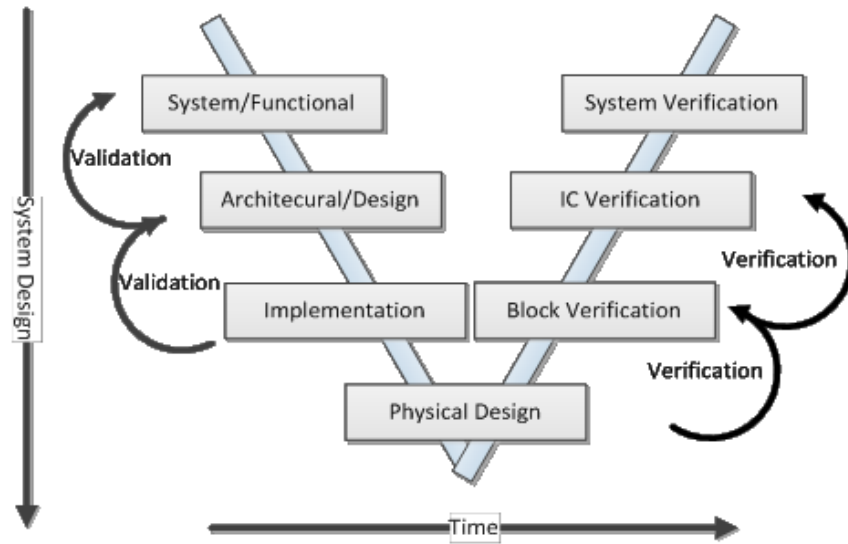 System/Functional
System Verification
Validation
Architecural/Design
IC Verification
System Design
Verification
Validation
Implementation
Block Verification
Verification
Physical Design
Time